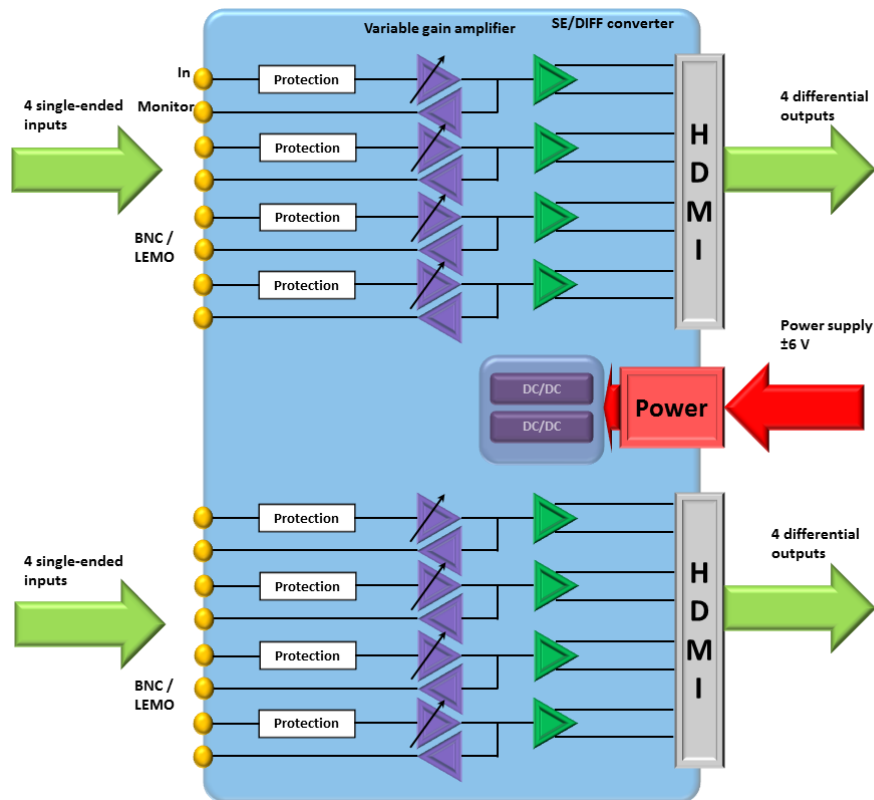 Variable gain amplifier
SE/DIFF converter
In
Monitor
4 single-ended
inputs
BNC /
LEMO
Protection
Protection
Protection
Protection
HDMI
4 differential
outputs
DC/DC
DC/DC
Power
Power supply
±6 V
4 single-ended
inputs
BNC /
LEMO
Protection
Protection
Protection
Protection
HDMI
4 differential
outputs